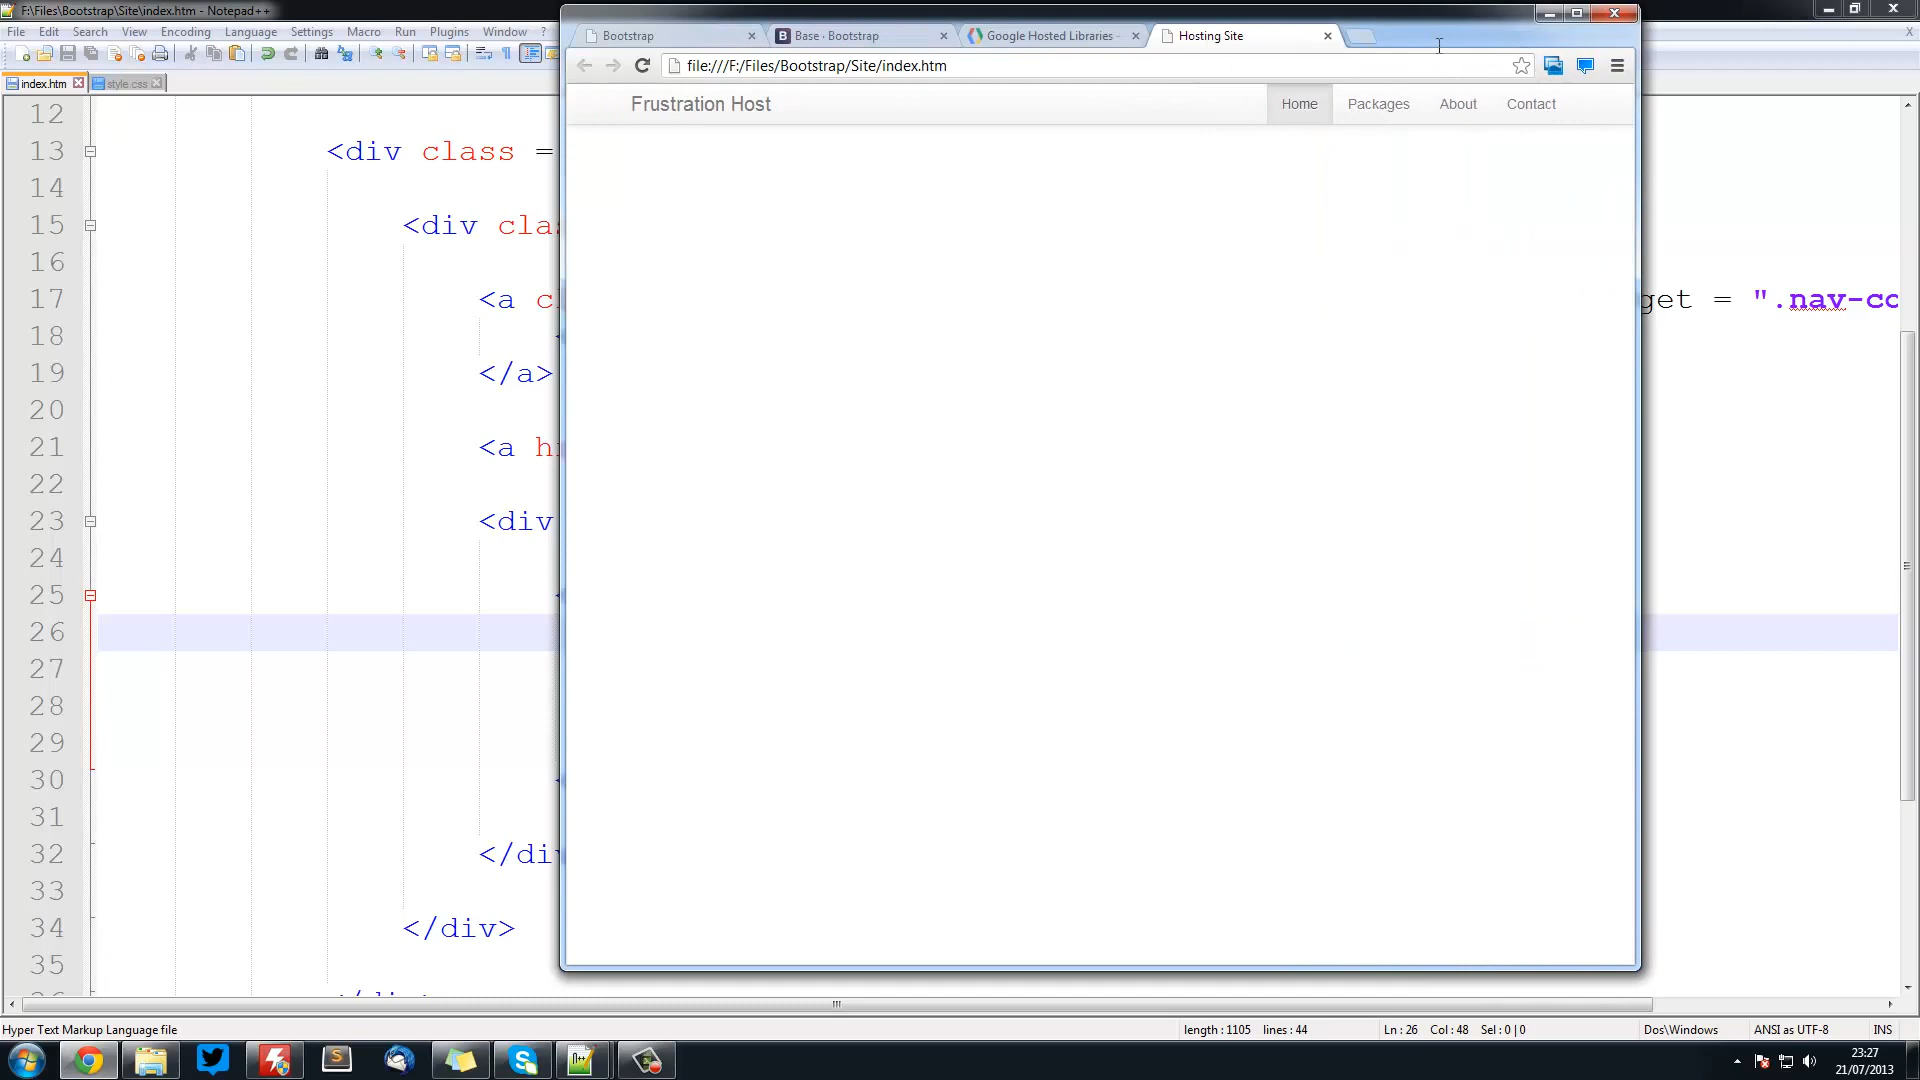 F:\Files\Bootstrap\Site\index.htm - Notepad++
File Edit Search View Encoding Language Settings Macro Run Plugins Window ?
index.htm style.css
Bootstrap Base · Bootstrap Google Hosted Libraries - Hosting Site
file:///F:/Files/Bootstrap/Site/index.htm
Frustration Host Home Packages About Contact
12
13 <div class =
14
15 <div clas
16
17 <a cl get = ".nav-co
18
19 </a>
20
21 <a hr
22
23 <div
24
25
26
27
28
29
30
31
32 </div
33
34 </div>
35
Hyper Text Markup Language file length : 1105 lines : 44 Ln : 26 Col : 48 Sel : 0 | 0 Dos\Windows ANSI as UTF-8 INS
23:27
21/07/2013